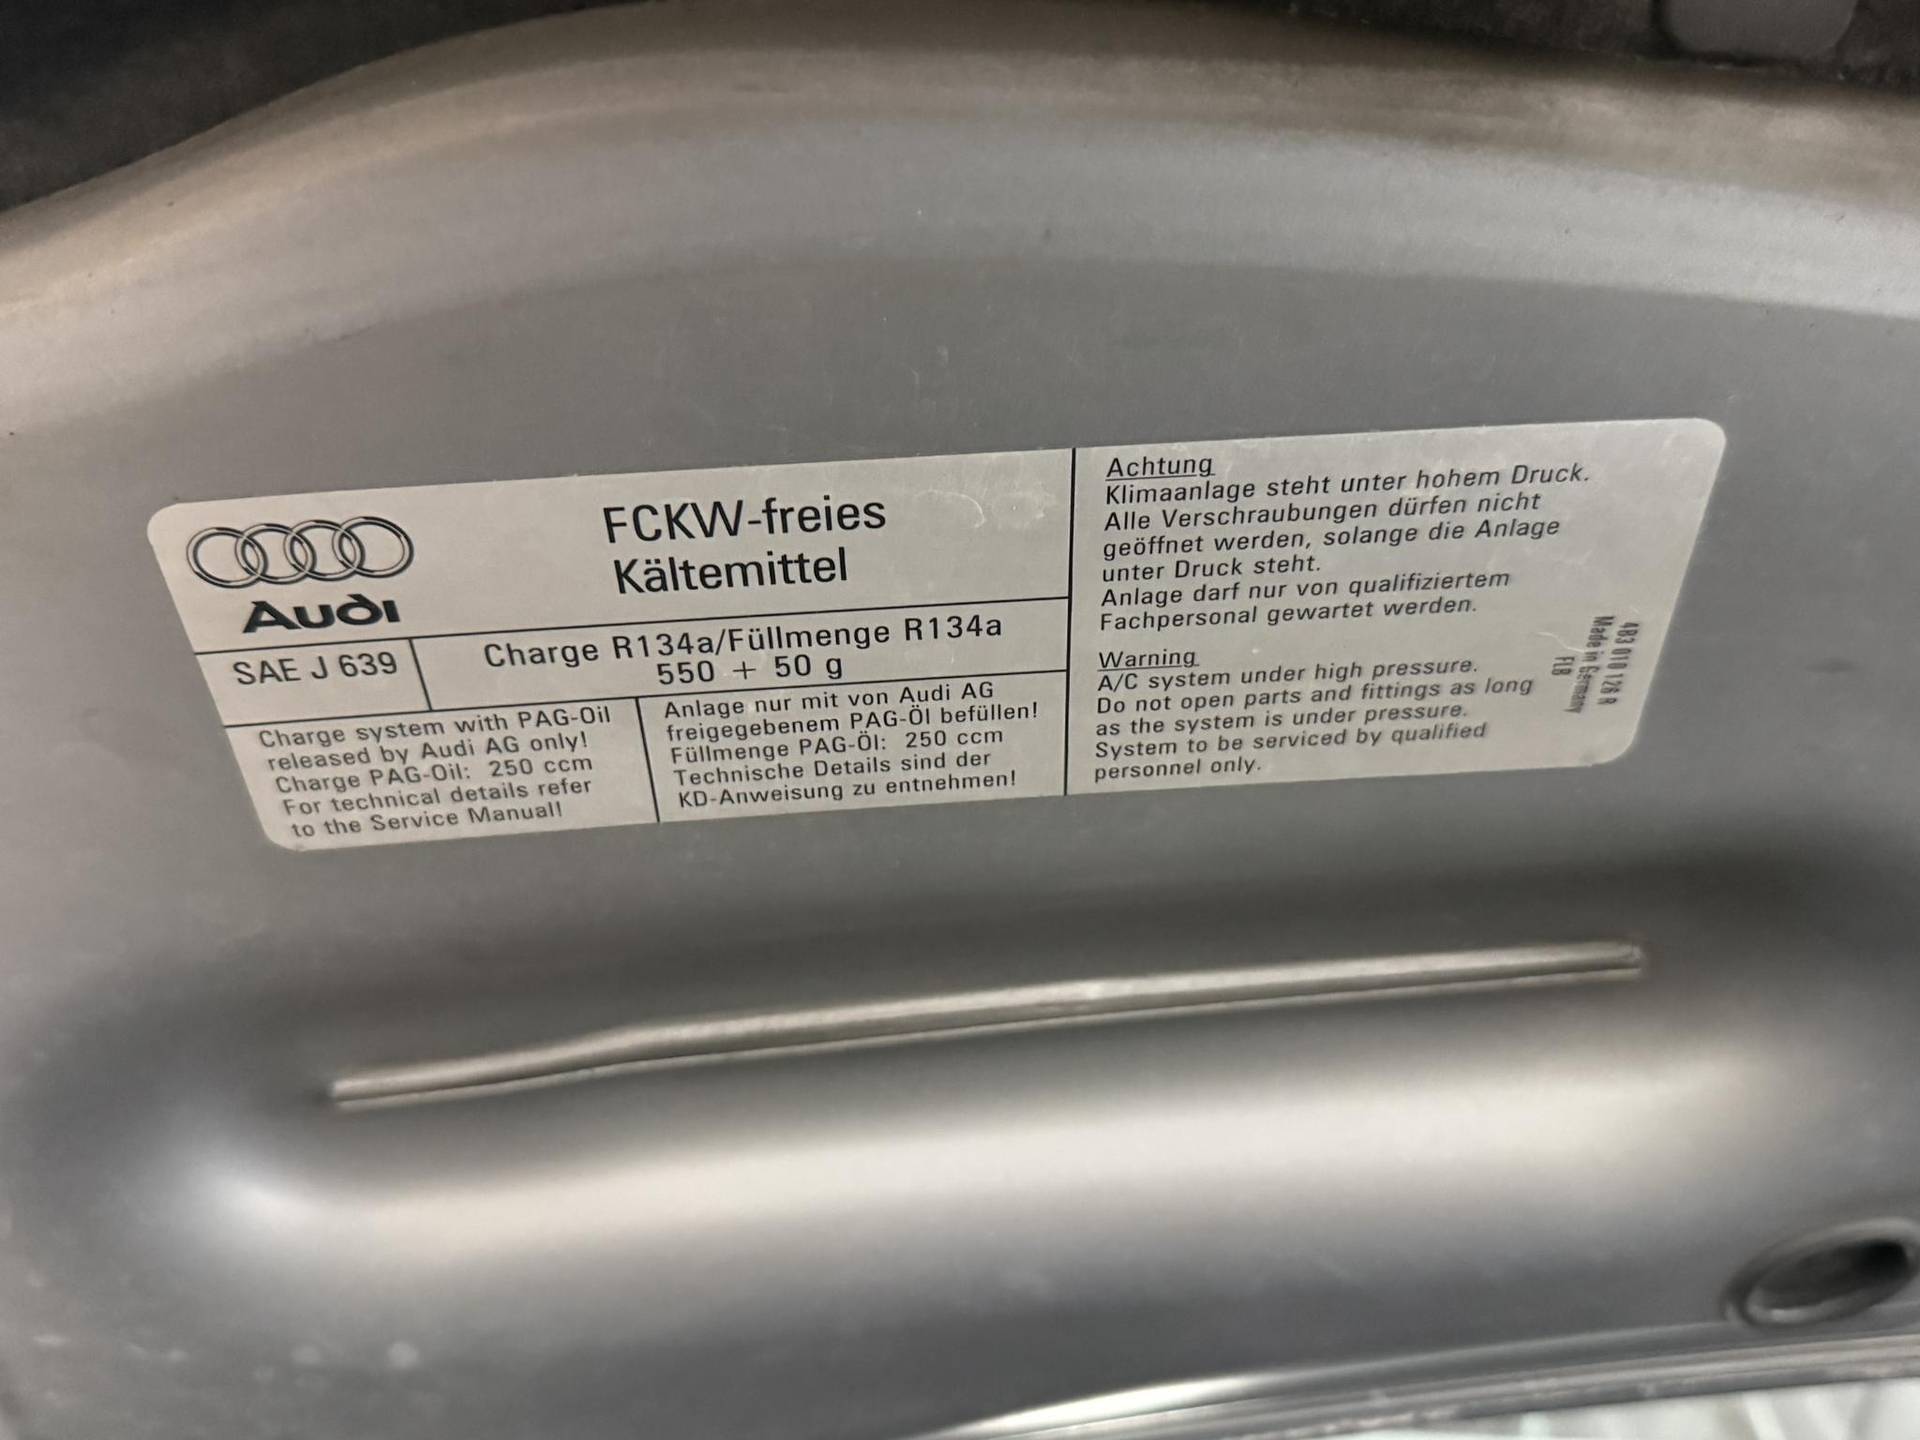 Audi
FCKW-freies
Kältemittel
SAE J 639
Charge R134a/Füllmenge R134a
550 + 50 g
Charge system with PAG-Oil
released by Audi AG only!
Charge PAG-Oil: 250 ccm
For technical details refer
to the Service Manual!
Anlage nur mit von Audi AG
freigegebenem PAG-Öl befüllen!
Füllmenge PAG-Öl: 250 ccm
Technische Details sind der
KD-Anweisung zu entnehmen!
Achtung
Klimaanlage steht unter hohem Druck.
Alle Verschraubungen dürfen nicht
geöffnet werden, solange die Anlage
unter Druck steht.
Anlage darf nur von qualifiziertem
Fachpersonal gewartet werden.
Warning
A/C system under high pressure.
Do not open parts and fittings as long
as the system is under pressure.
System to be serviced by qualified
personnel only.
4B3 010 126 R
Made in Germany
FLB